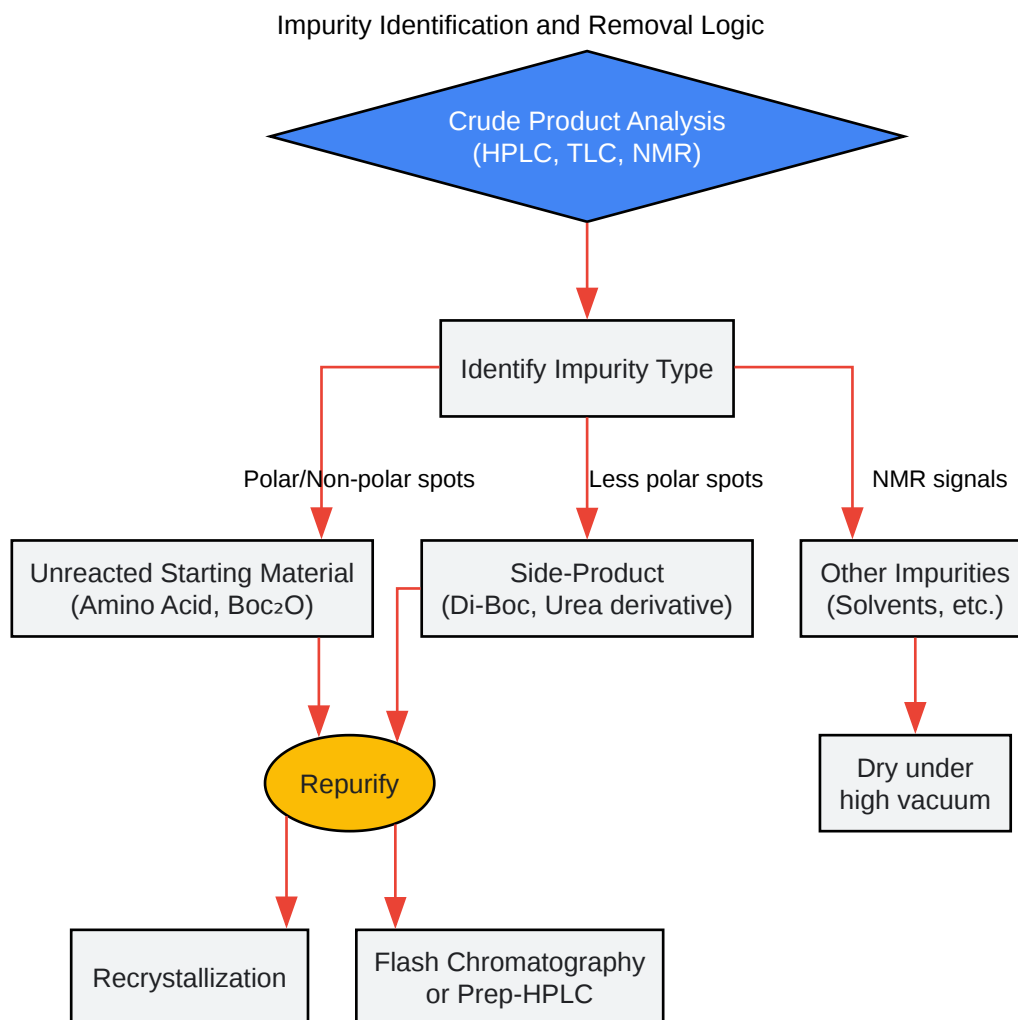 Impurity Identification and Removal Logic
Crude Product Analysis
(HPLC, TLC, NMR)
Identify Impurity Type
Polar/Non-polar spots
Less polar spots
NMR signals
Unreacted Starting Material
(Amino Acid, Boc₂O)
Side-Product
(Di-Boc, Urea derivative)
Other Impurities
(Solvents, etc.)
Repurify
Dry under
high vacuum
Recrystallization
Flash Chromatography
or Prep-HPLC